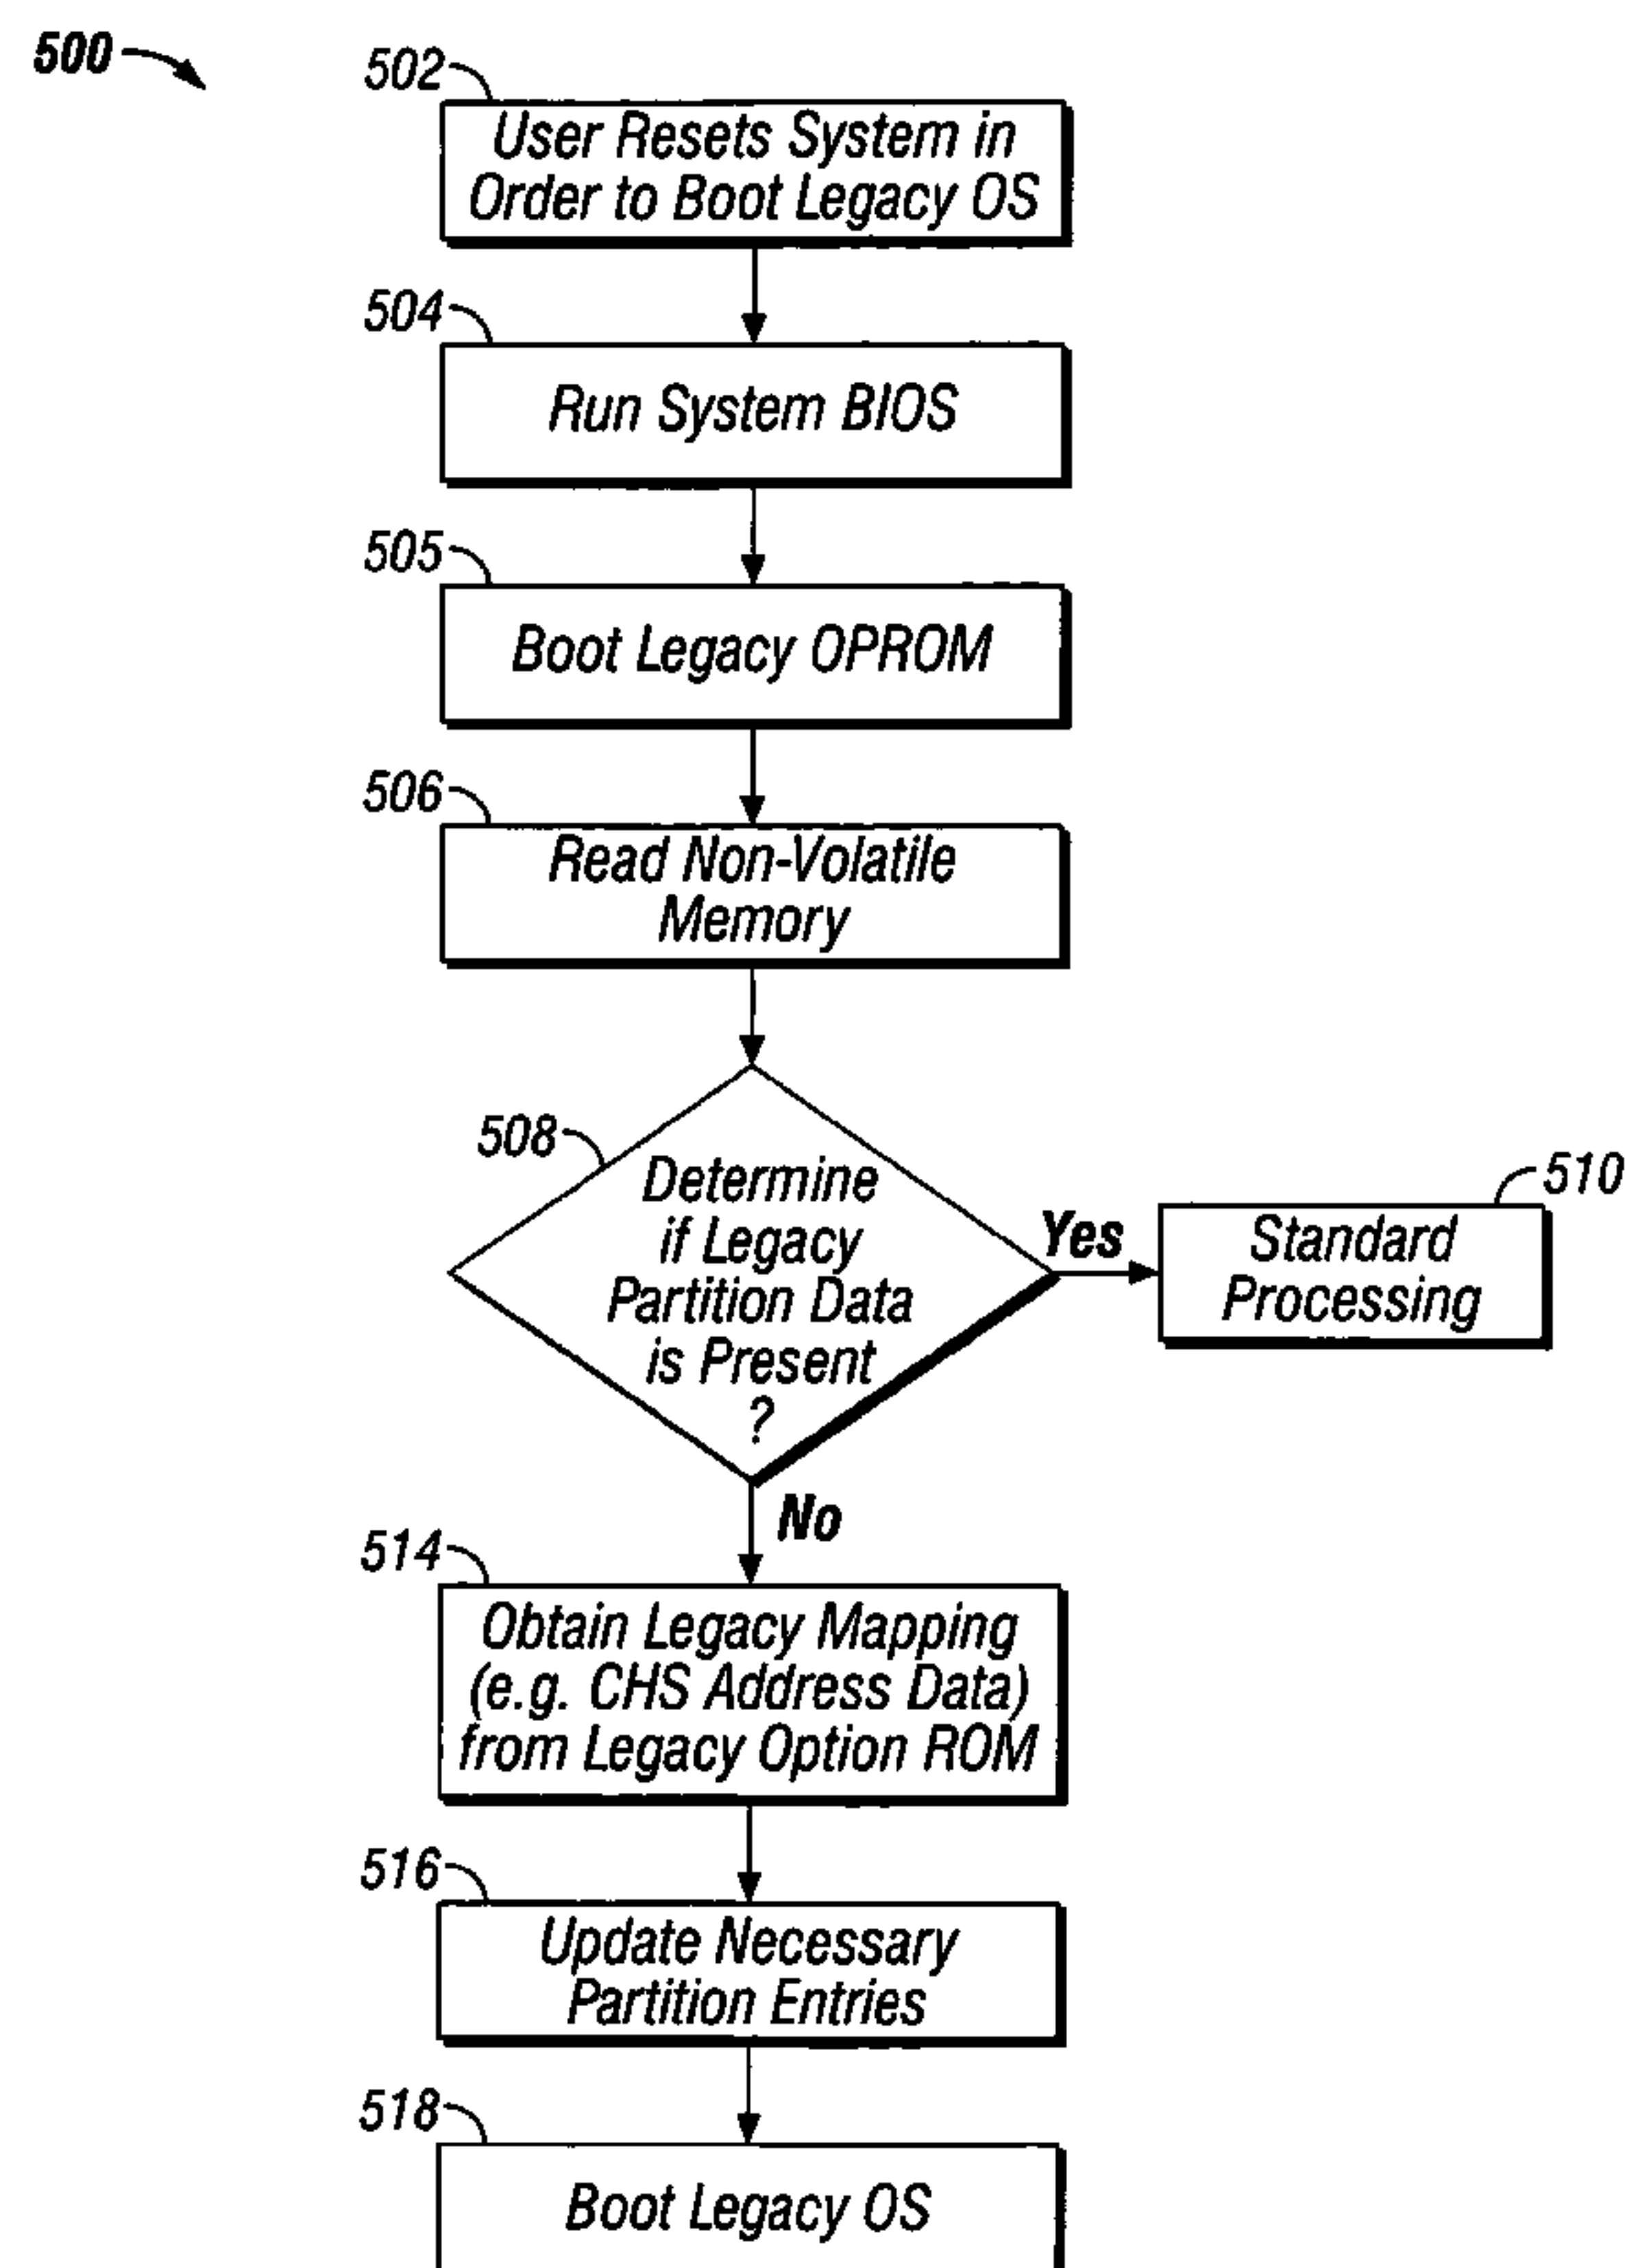 500
502
User Resets System in
Order to Boot Legacy OS
504
Run System BIOS
505
Boot Legacy OPROM
506
Read Non-Volatile
Memory
508
Determine
if Legacy
Partition Data
is Present
?
Yes
510
Standard
Processing
No
514
Obtain Legacy Mapping
(e.g. CHS Address Data)
from Legacy Option ROM
516
Update Necessary
Partition Entries
518
Boot Legacy OS